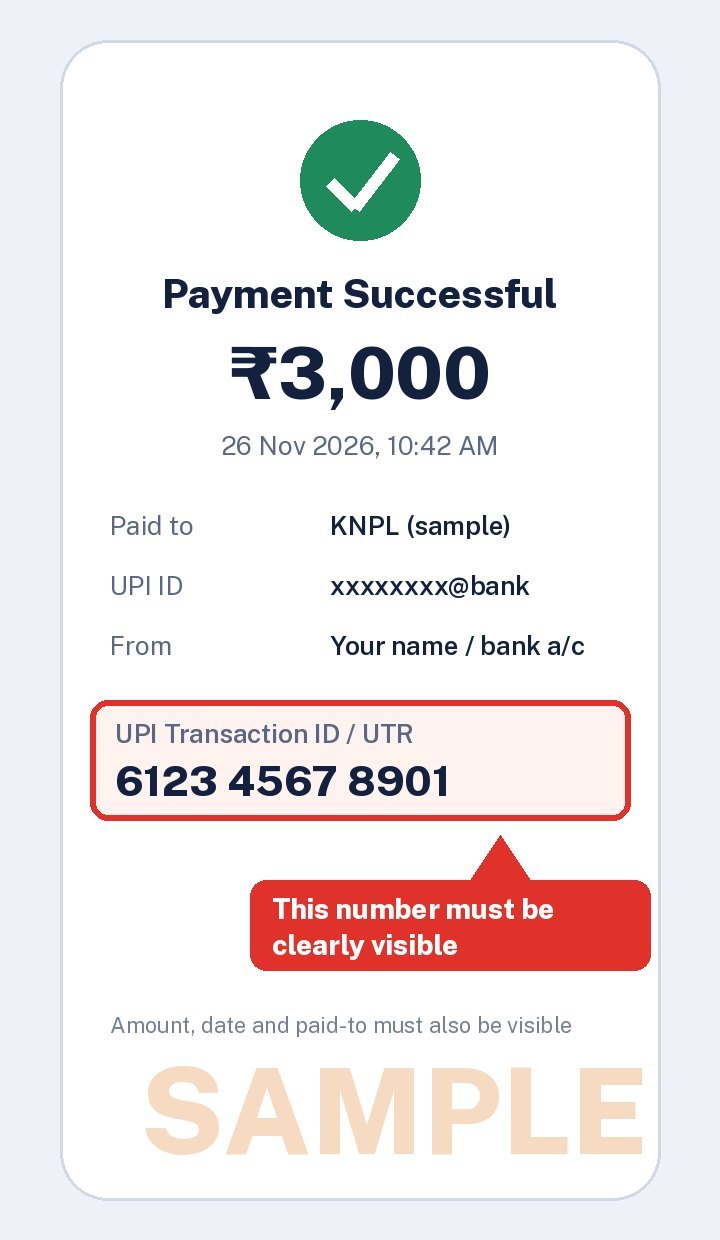 Payment Successful
₹3,000
26 Nov 2026, 10:42 AM
Paid to KNPL (sample)
UPI ID xxxxxxxx@bank
From Your name / bank a/c
UPI Transaction ID / UTR
6123 4567 8901
This number must be
clearly visible
Amount, date and paid-to must also be visible
SAMPLE